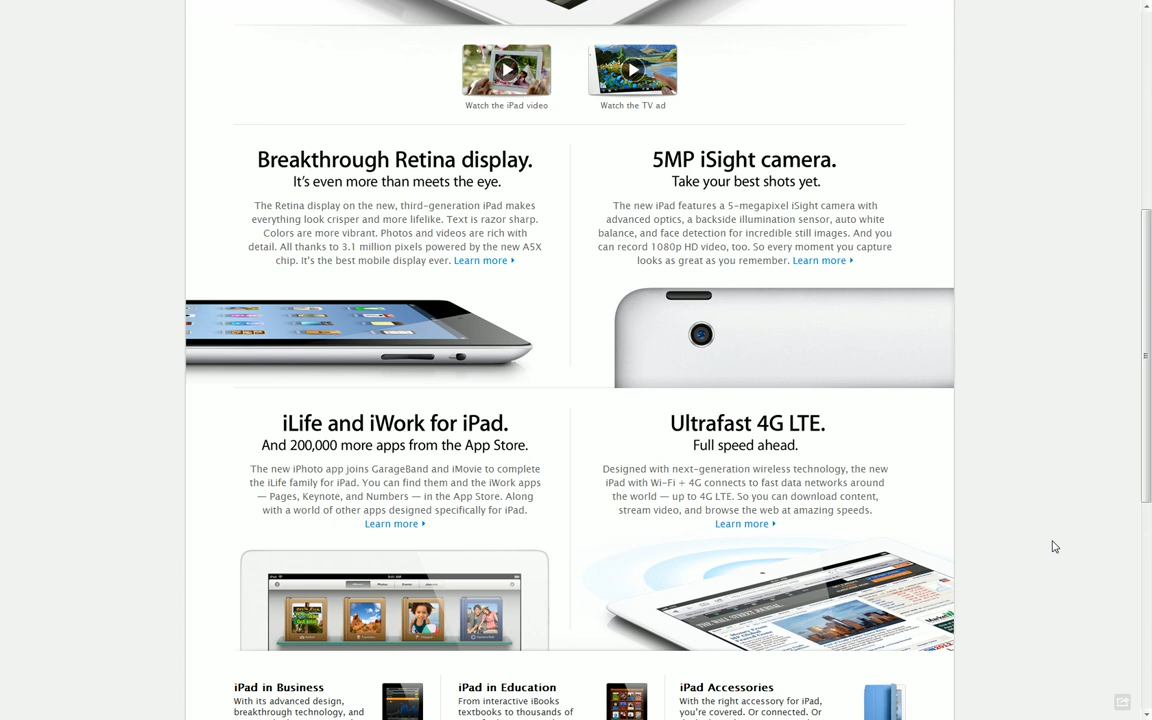 Watch the iPad video
Watch the TV ad
Breakthrough Retina display.
It's even more than meets the eye.
The Retina display on the new, third-generation iPad makes
everything look crisper and more lifelike. Text is razor sharp.
Colors are more vibrant. Photos and videos are rich with
detail. All thanks to 3.1 million pixels powered by the new A5X
chip. It's the best mobile display ever. Learn more
5MP iSight camera.
Take your best shots yet.
The new iPad features a 5-megapixel iSight camera with
advanced optics, a backside illumination sensor, auto white
balance, and face detection for incredible still images. And you
can record 1080p HD video, too. So every moment you capture
looks as great as you remember. Learn more
iLife and iWork for iPad.
And 200,000 more apps from the App Store.
The new iPhoto app joins GarageBand and iMovie to complete
the iLife family for iPad. You can find them and the iWork apps
— Pages, Keynote, and Numbers — in the App Store. Along
with a world of other apps designed specifically for iPad.
Learn more
Ultrafast 4G LTE.
Full speed ahead.
Designed with next-generation wireless technology, the new
iPad with Wi-Fi + 4G connects to fast data networks around
the world — up to 4G LTE. So you can download content,
stream video, and browse the web at amazing speeds.
Learn more
THE WALL STREET JOURNAL
iPad in Business
With its advanced design,
breakthrough technology, and
iPad in Education
From interactive iBooks
textbooks to thousands of
iPad Accessories
With the right accessory for iPad,
you're covered. Or connected. Or